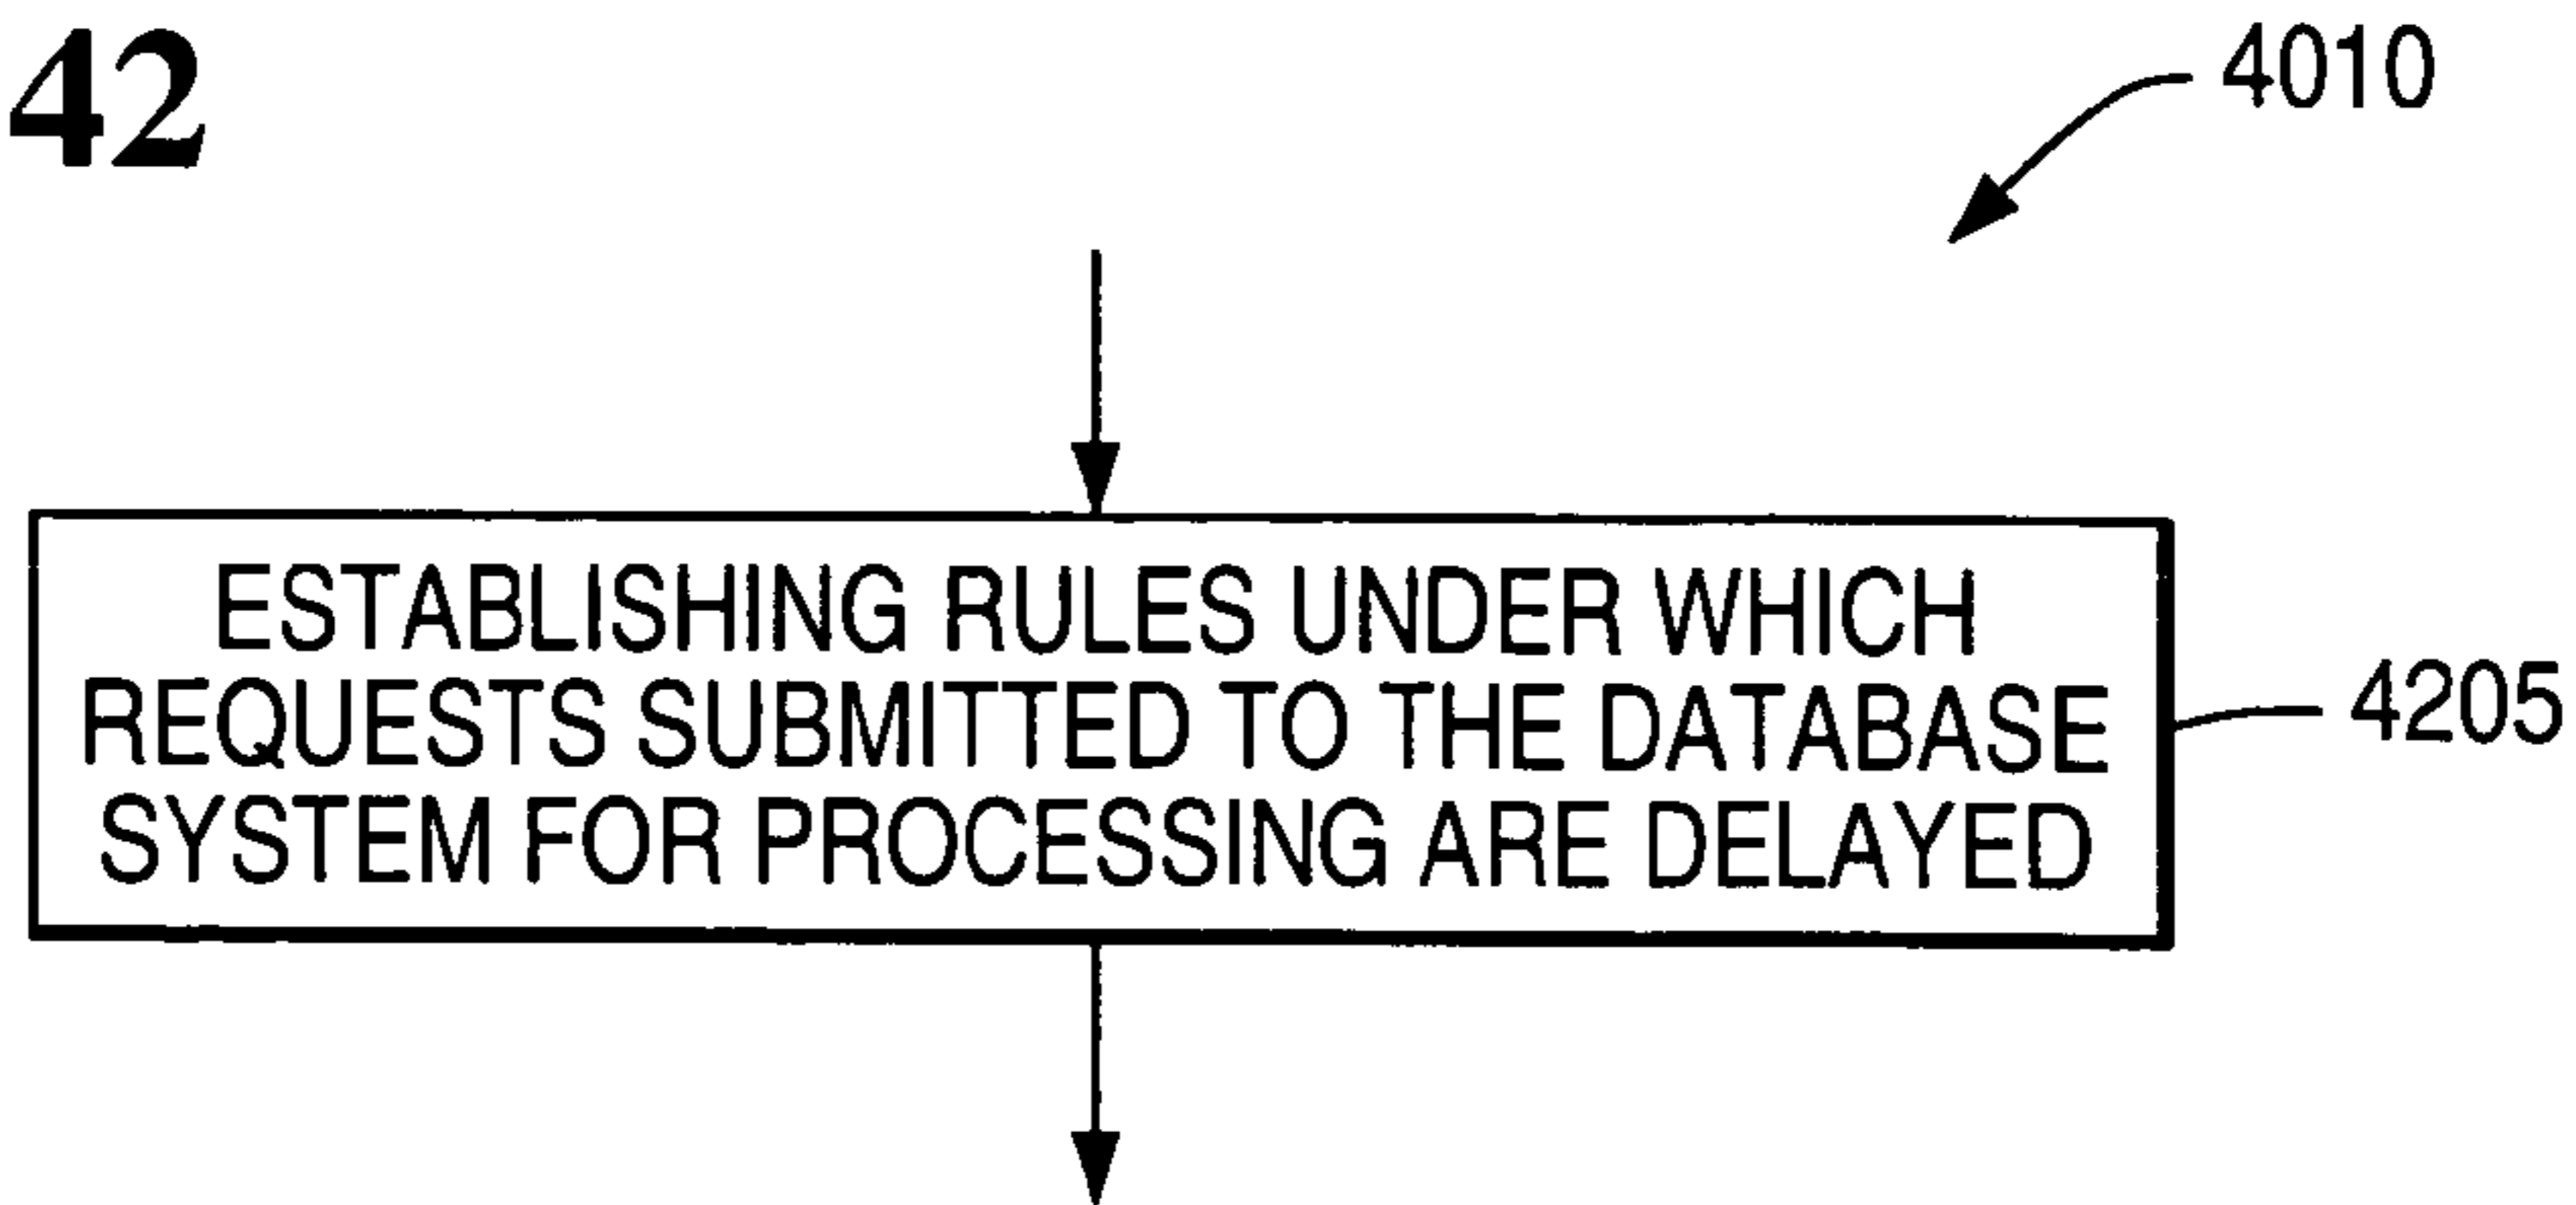 42
4010
ESTABLISHING RULES UNDER WHICH
REQUESTS SUBMITTED TO THE DATABASE
SYSTEM FOR PROCESSING ARE DELAYED
4205